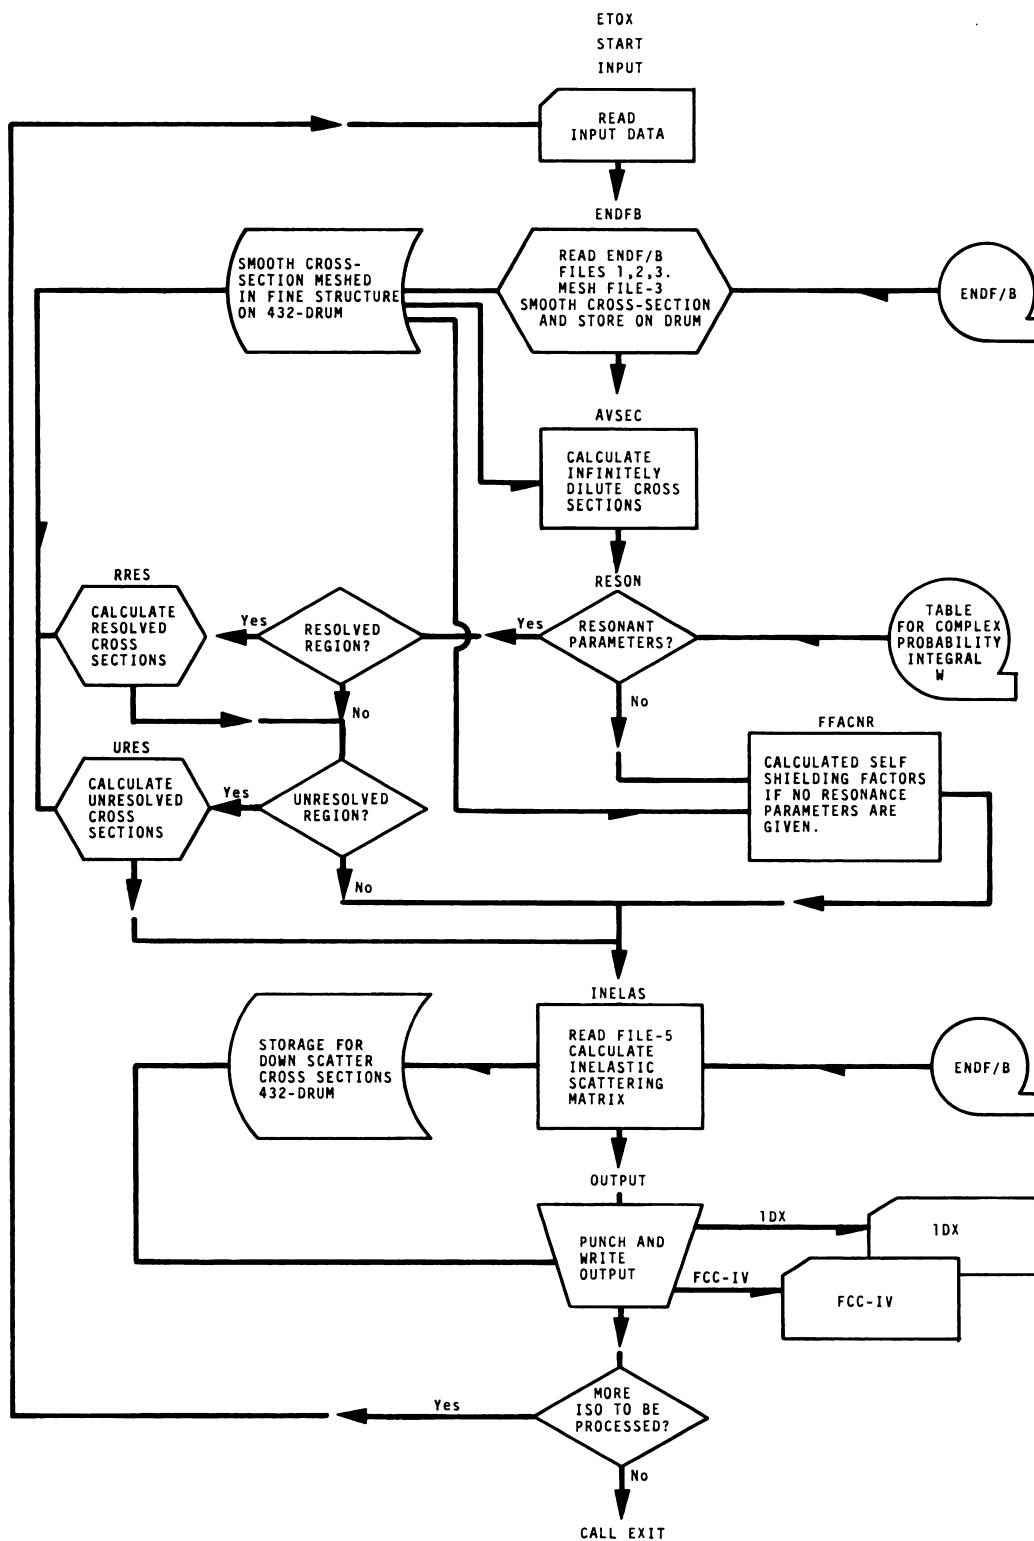 ETOX
START
INPUT
READ
INPUT DATA
ENDFB
SMOOTH CROSS-
SECTION MESHED
IN FINE STRUCTURE
ON 432-DRUM
READ ENDF/B
FILES 1,2,3.
MESH FILE-3
SMOOTH CROSS-SECTION
AND STORE ON DRUM
ENDF/B
AVSEC
CALCULATE
INFINITELY
DILUTE CROSS
SECTIONS
RRES
RESON
CALCULATE
RESOLVED
CROSS
SECTIONS
Yes
RESOLVED
REGION?
Yes
RESONANT
PARAMETERS?
TABLE
FOR COMPLEX
PROBABILITY
INTEGRAL
W
No
No
FFACNR
URES
CALCULATE
UNRESOLVED
CROSS
SECTIONS
Yes
UNRESOLVED
REGION?
CALCULATED SELF
SHIELDING FACTORS
IF NO RESONANCE
PARAMETERS ARE
GIVEN.
No
INELAS
STORAGE FOR
DOWN SCATTER
CROSS SECTIONS
432-DRUM
READ FILE-5
CALCULATE
INELASTIC
SCATTERING
MATRIX
ENDF/B
OUTPUT
PUNCH AND
WRITE
OUTPUT
1DX
1DX
FCC-IV
FCC-IV
MORE
ISO TO BE
PROCESSED?
Yes
No
CALL EXIT